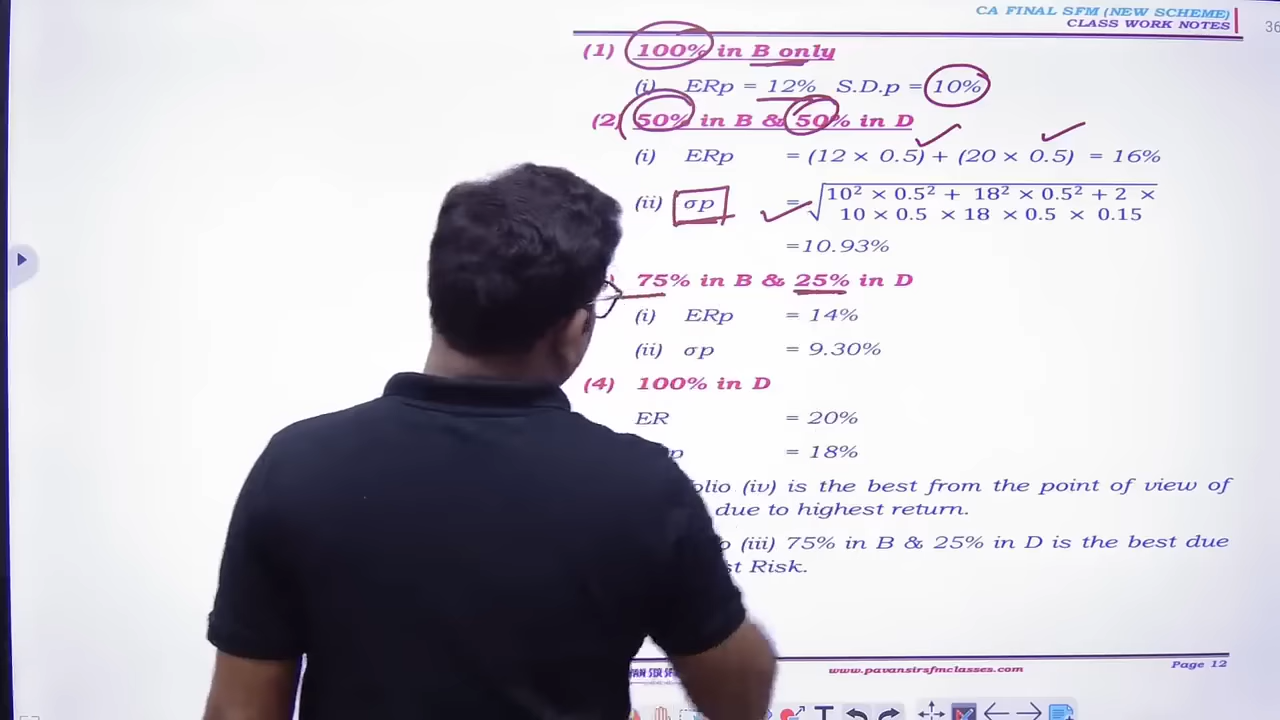 CA FINAL SFM (NEW SCHEME)
CLASS WORK NOTES
36
(1) 100% in B only
(i) ERp = 12% S.D.p = 10%
(2) 50% in B & 50% in D
(i) ERp = (12 × 0.5) + (20 × 0.5) = 16%
(ii) σp = √10² × 0.5² + 18² × 0.5² + 2 ×
10 × 0.5 × 18 × 0.5 × 0.15
=10.93%
75% in B & 25% in D
(i) ERp = 14%
(ii) σp = 9.30%
(4) 100% in D
ER = 20%
= 18%
(iv) is the best from the point of view of
due to highest return.
(iii) 75% in B & 25% in D is the best due
Risk.
www.pavansirsfmclasses.com
Page 12